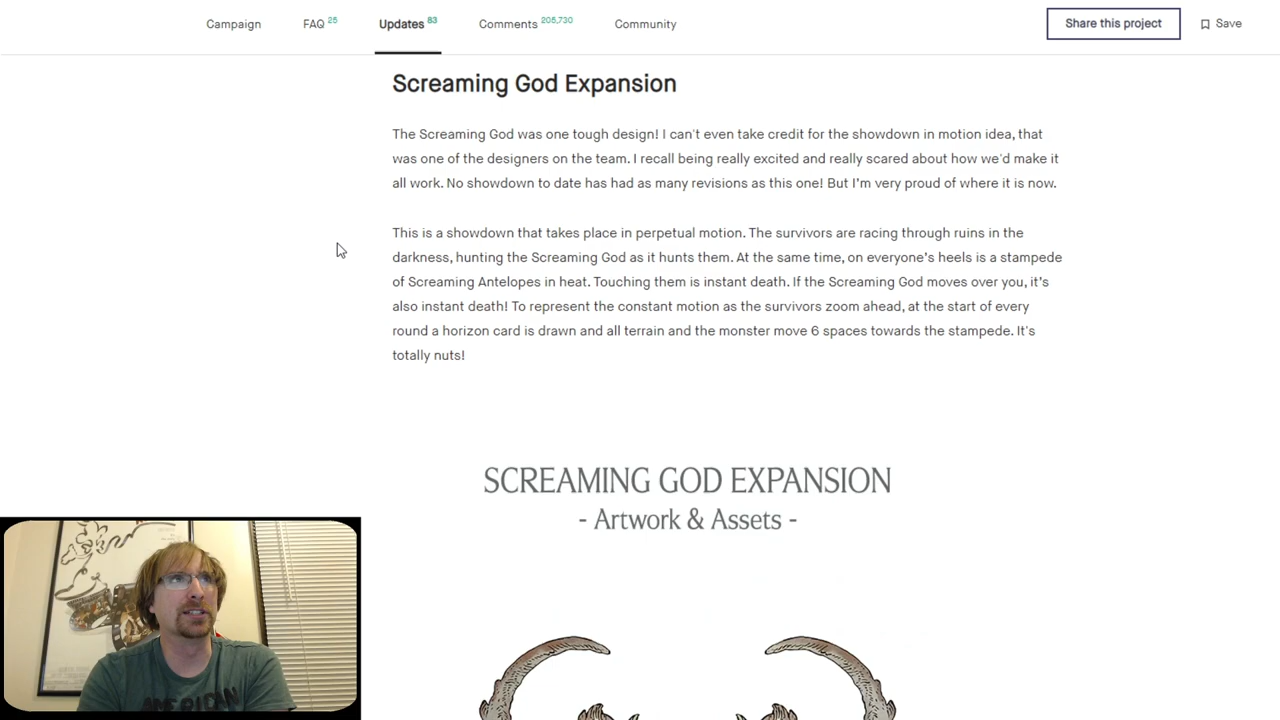 Campaign FAQ 25 Updates 83 Comments 205,730 Community Share this project Save
Screaming God Expansion
The Screaming God was one tough design! I can't even take credit for the showdown in motion idea, that
was one of the designers on the team. I recall being really excited and really scared about how we'd make it
all work. No showdown to date has had as many revisions as this one! But I'm very proud of where it is now.
This is a showdown that takes place in perpetual motion. The survivors are racing through ruins in the
darkness, hunting the Screaming God as it hunts them. At the same time, on everyone's heels is a stampede
of Screaming Antelopes in heat. Touching them is instant death. If the Screaming God moves over you, it's
also instant death! To represent the constant motion as the survivors zoom ahead, at the start of every
round a horizon card is drawn and all terrain and the monster move 6 spaces towards the stampede. It's
totally nuts!
SCREAMING GOD EXPANSION
- Artwork & Assets -
AMERICAN